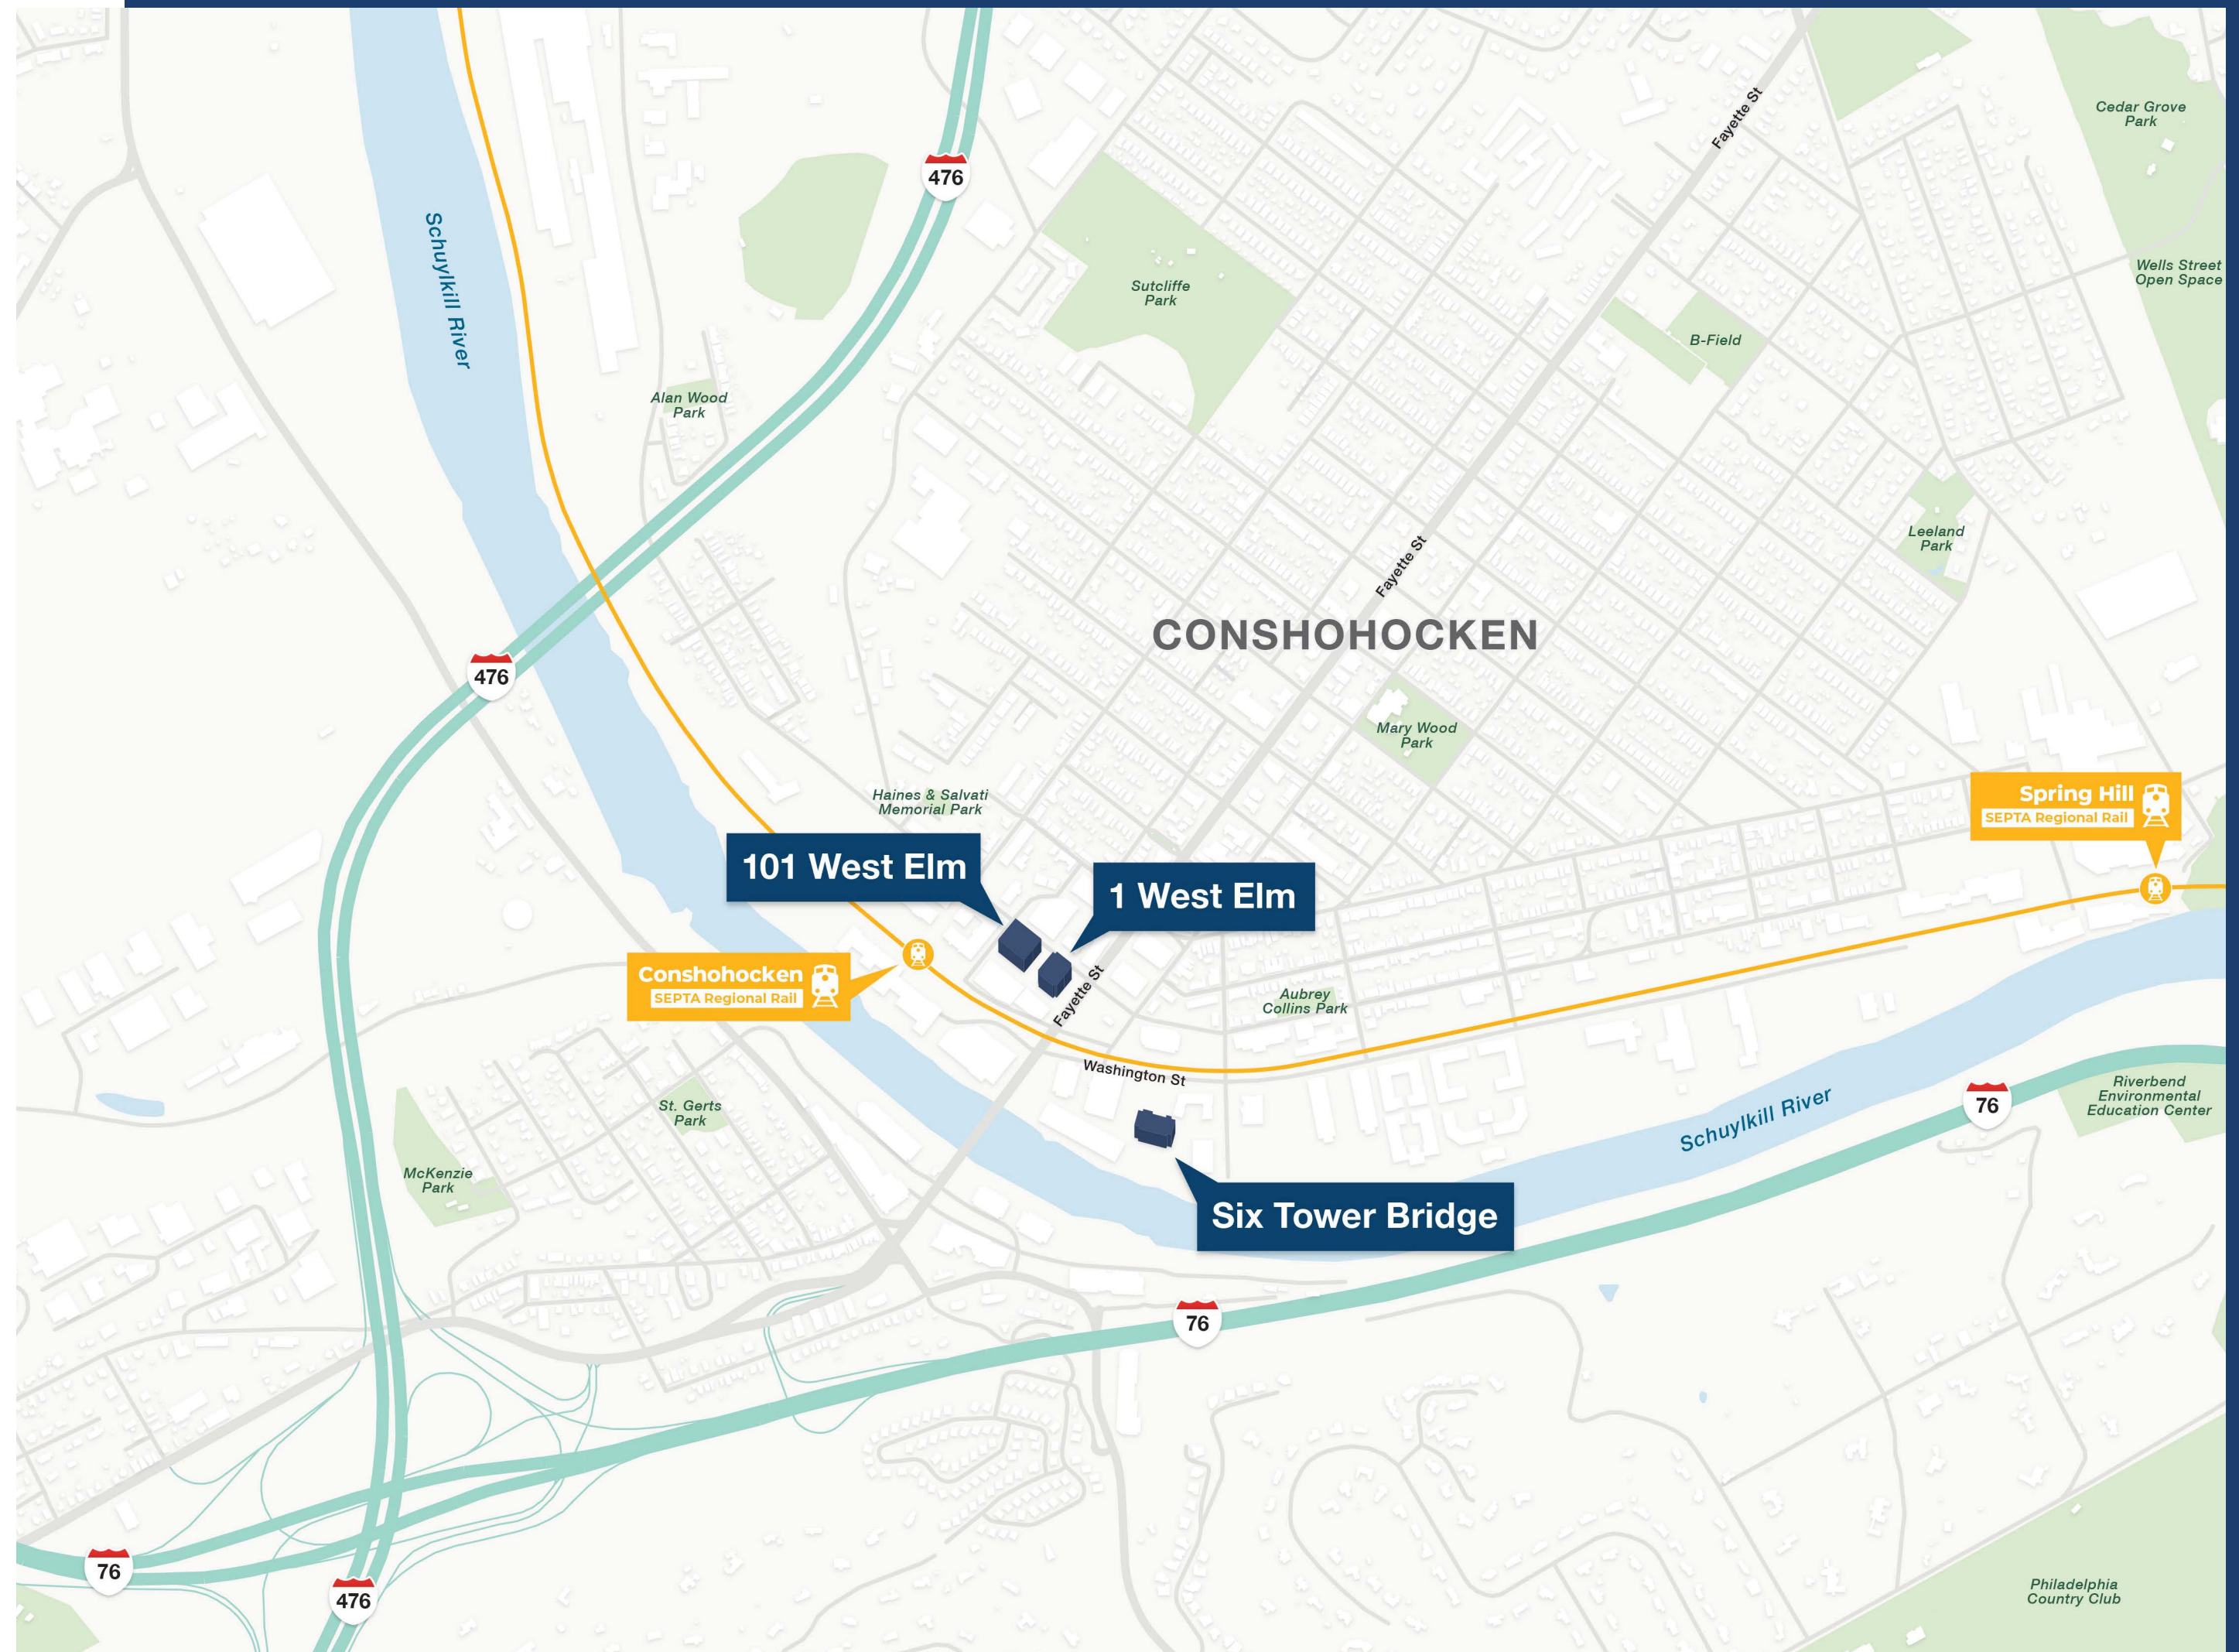 Fayette St
Cedar Grove
Park
476
Schuylkill River
Wells Street
Open Space
Sutcliffe
Park
B-Field
Alan Wood
Park
Leeland
Park
Fayette St
CONSHOHOCKEN
476
Mary Wood
Park
Haines & Salvati
Memorial Park
Spring Hill
SEPTA Regional Rail
101 West Elm
1 West Elm
Conshohocken
SEPTA Regional Rail
Fayette St
Aubrey
Collins Park
Washington St
St. Gerts
Park
Schuylkill River
76
Riverbend
Environmental
Education Center
McKenzie
Park
Six Tower Bridge
76
76
476
Philadelphia
Country Club